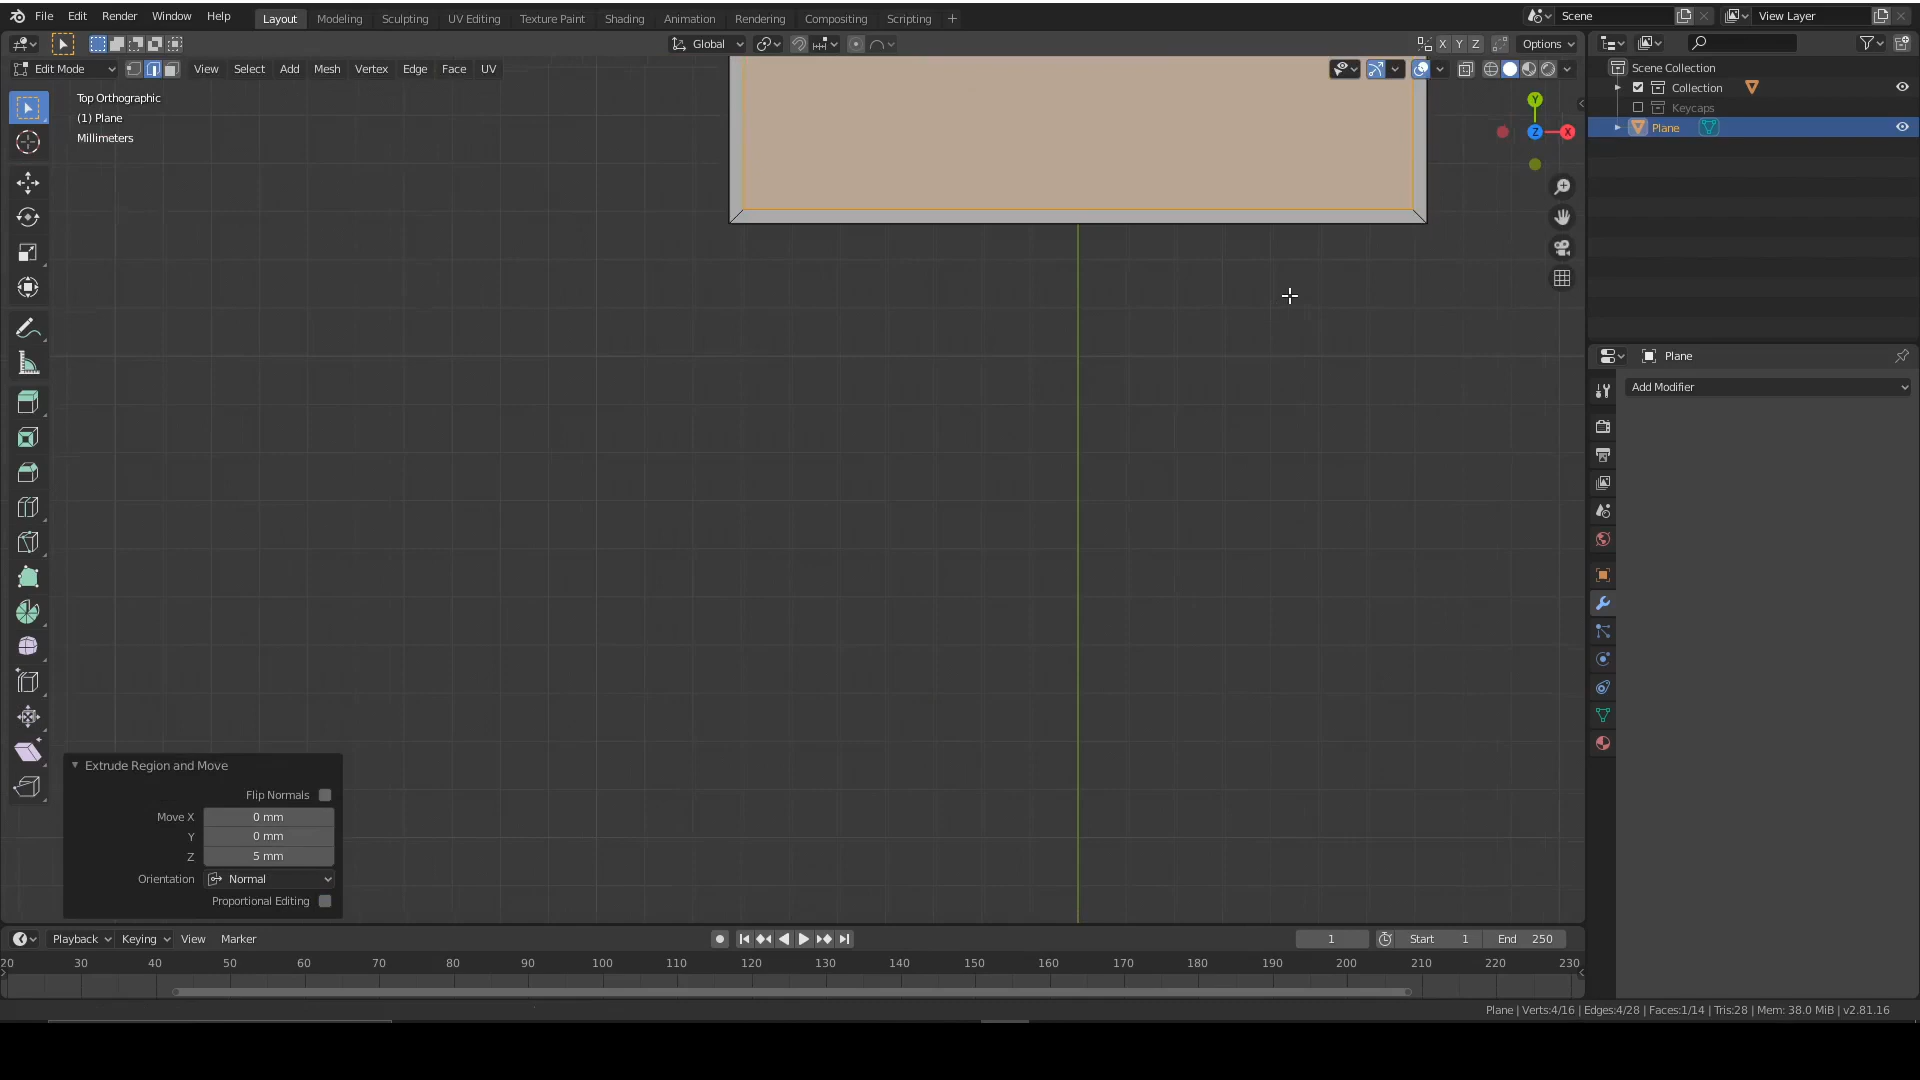 File Edit Render Window Help Layout Modeling Sculpting UV Editing Texture Paint Shading Animation Rendering Compositing Scripting + Scene View Layer
Global Options
Edit Mode View Select Add Mesh Vertex Edge Face UV
X Y Z
Top Orthographic
(1) Plane
Millimeters
Y
Z
X
Scene Collection
Collection
Keycaps
Plane
Plane
Add Modifier
Extrude Region and Move
Flip Normals
Move X 0 mm
Y 0 mm
Z 5 mm
Orientation Normal
Proportional Editing
Playback Keying View Marker 1 Start 1 End 250
20 30 40 50 60 70 80 90 100 110 120 130 140 150 160 170 180 190 200 210 220 230
Plane | Verts:4/16 | Edges:4/28 | Faces:1/14 | Tris:28 | Mem: 38.0 MiB | v2.81.16